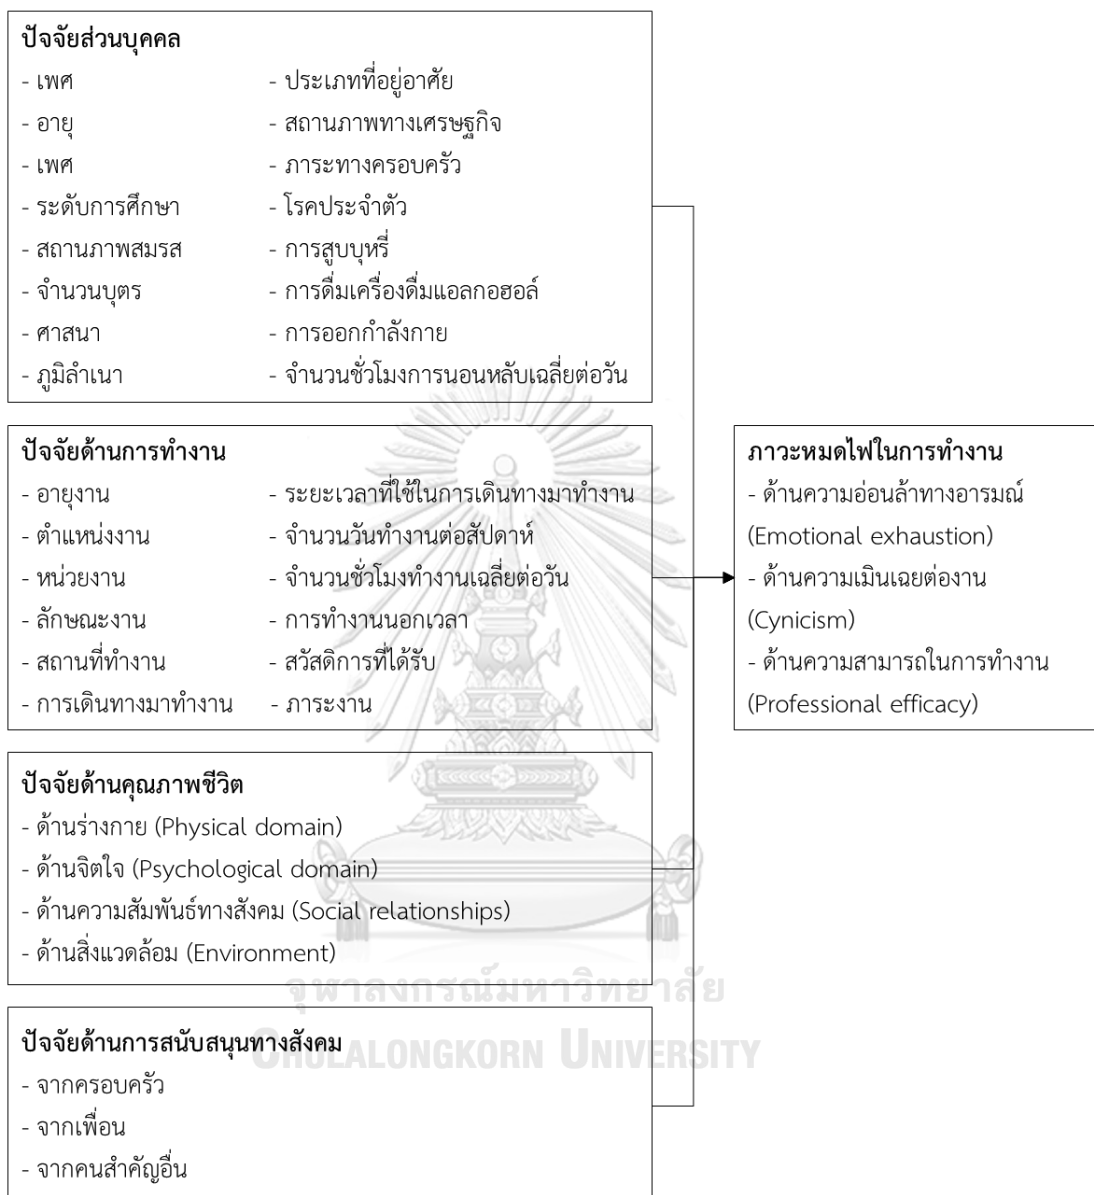 ปัจจัยส่วนบุคคล
- เพศ - ประเภทที่อยู่อาศัย
- อายุ - สถานภาพทางเศรษฐกิจ
- เพศ - ภาระทางครอบครัว
- ระดับการศึกษา - โรคประจำตัว
- สถานภาพสมรส - การสูบบุหรี่
- จำนวนบุตร - การดื่มเครื่องดื่มแอลกอฮอล์
- ศาสนา - การออกกำลังกาย
- ภูมิลำเนา - จำนวนชั่วโมงการนอนหลับเฉลี่ยต่อวัน
ปัจจัยด้านการทำงาน
- อายุงาน - ระยะเวลาที่ใช้ในการเดินทางมาทำงาน
- ตำแหน่งงาน - จำนวนวันทำงานต่อสัปดาห์
- หน่วยงาน - จำนวนชั่วโมงทำงานเฉลี่ยต่อวัน
- ลักษณะงาน - การทำงานนอกเวลา
- สถานที่ทำงาน - สวัสดิการที่ได้รับ
- การเดินทางมาทำงาน - ภาระงาน
ภาวะหมดไฟในการทำงาน
- ด้านความอ่อนล้าทางอารมณ์
(Emotional exhaustion)
- ด้านความเมินเฉยต่องาน
(Cynicism)
- ด้านความสามารถในการทำงาน
(Professional efficacy)
ปัจจัยด้านคุณภาพชีวิต
- ด้านร่างกาย (Physical domain)
- ด้านจิตใจ (Psychological domain)
- ด้านความสัมพันธ์ทางสังคม (Social relationships)
- ด้านสิ่งแวดล้อม (Environment)
จุฬาลงกรณ์มหาวิทยาลัย
CHULALONGKORN UNIVERSITY
ปัจจัยด้านการสนับสนุนทางสังคม
- จากครอบครัว
- จากเพื่อน
- จากคนสำคัญอื่น